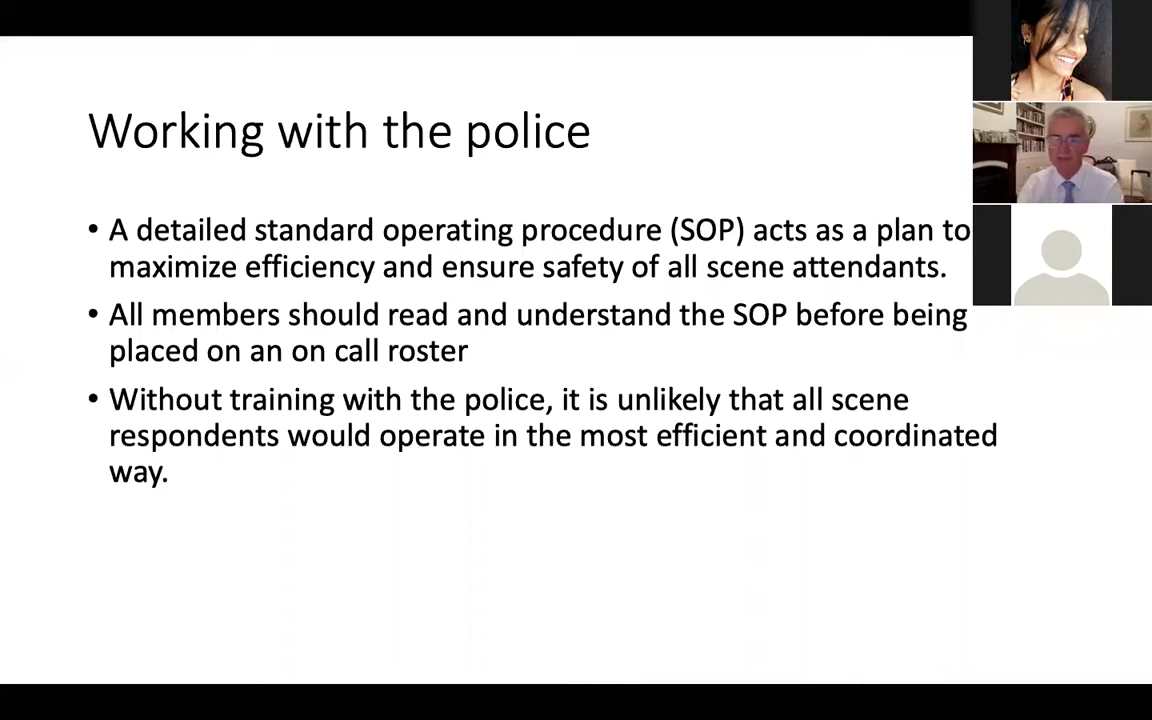 Working with the police
• A detailed standard operating procedure (SOP) acts as a plan to
maximize efficiency and ensure safety of all scene attendants.
• All members should read and understand the SOP before being
placed on an on call roster
• Without training with the police, it is unlikely that all scene
respondents would operate in the most efficient and coordinated
way.